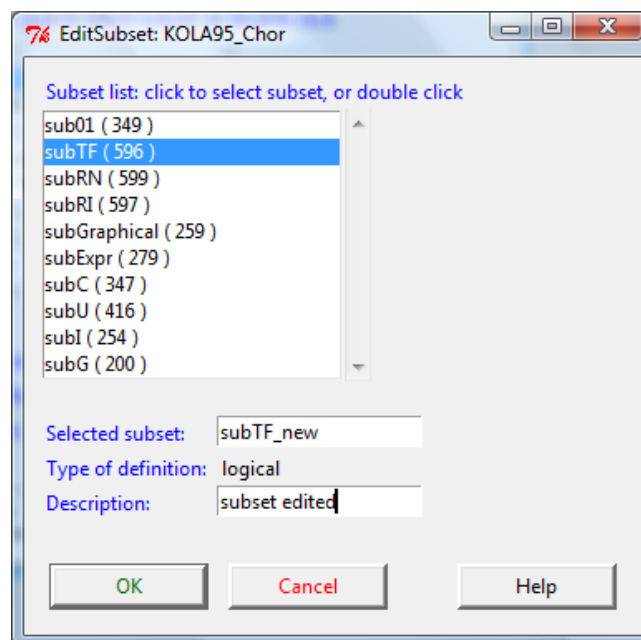 EditSubset: KOLA95_Chor
Subset list: click to select subset, or double click
sub01 ( 349 )
subTF ( 596 )
subRN ( 599 )
subRI ( 597 )
subGraphical ( 259 )
subExpr ( 279 )
subC ( 347 )
subU ( 416 )
subI ( 254 )
subG ( 200 )
Selected subset: subTF_new
Type of definition: logical
Description: subset edited
OK Cancel Help